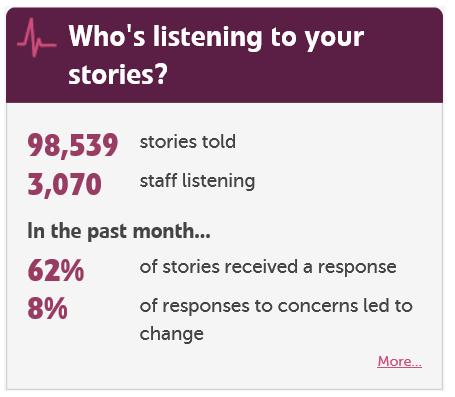 Who's listening to your
stories?
98,539 stories told
3,070 staff listening
In the past month...
62% of stories received a response
8% of responses to concerns led to
change
More...